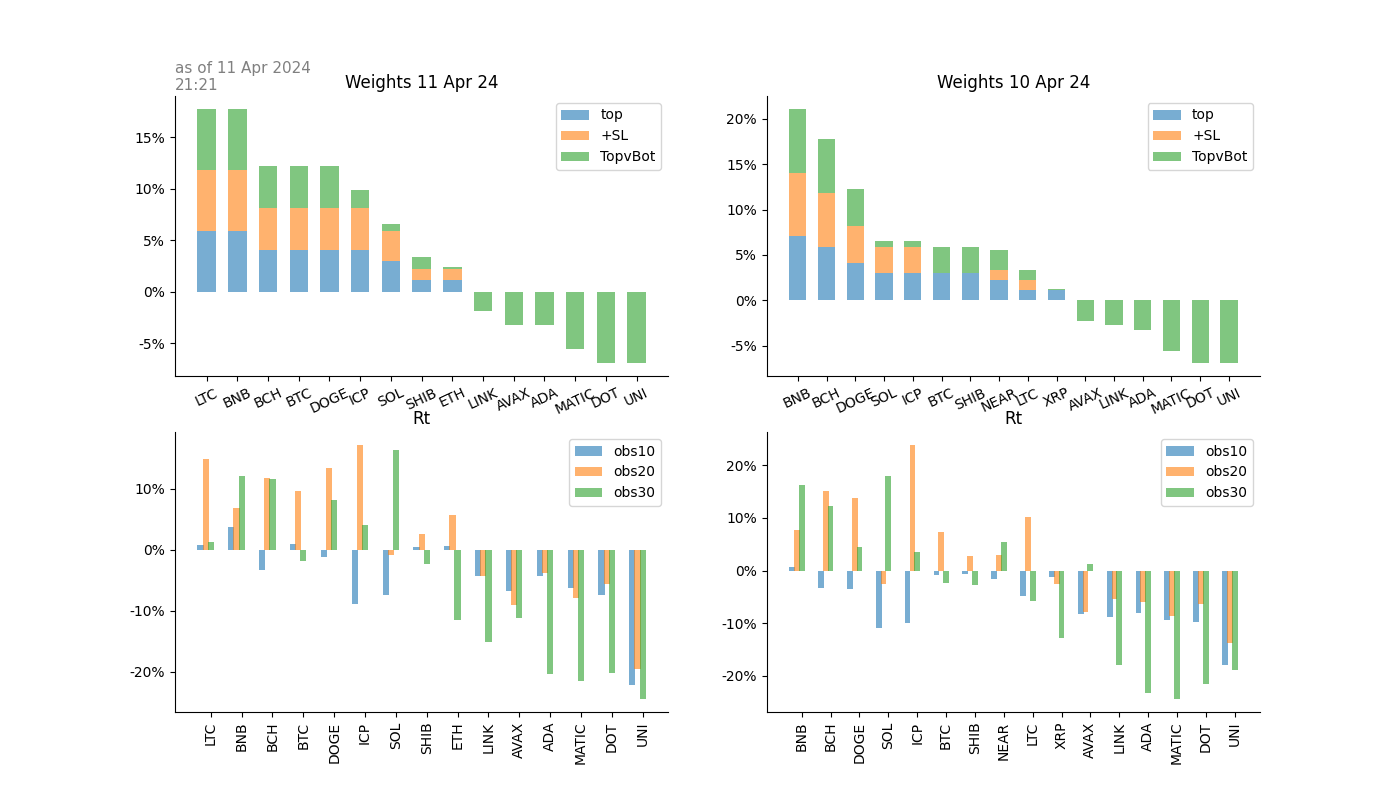 as of 11 Apr 2024
21:21
Weights 11 Apr 24
top
+SL
TopvBot
15%
10%
5%
0%
-5%
LTC BNB BCH BTC DOGE ICP SOL SHIB ETH LINK AVAX ADA MATIC DOT UNI
Weights 10 Apr 24
top
+SL
TopvBot
20%
15%
10%
5%
0%
-5%
BNB BCH DOGE SOL ICP BTC SHIB NEAR LTC XRP AVAX LINK ADA MATIC DOT UNI
Rt
obs10
obs20
obs30
10%
0%
-10%
-20%
LTC BNB BCH BTC DOGE ICP SOL SHIB ETH LINK AVAX ADA MATIC DOT UNI
Rt
obs10
obs20
obs30
20%
10%
0%
-10%
-20%
BNB BCH DOGE SOL ICP BTC SHIB NEAR LTC XRP AVAX LINK ADA MATIC DOT UNI